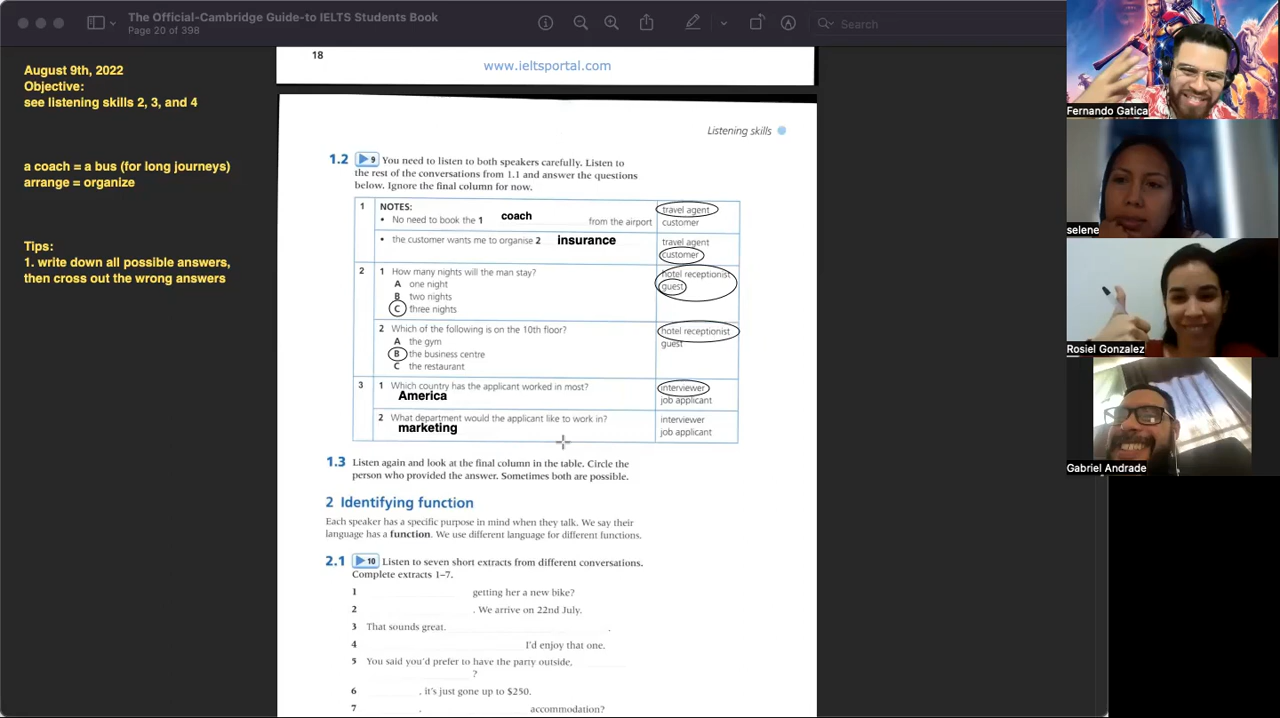 The Official-Cambridge Guide-to IELTS Students Book
Page 20 of 398
Search
August 9th, 2022
Objective:
see listening skills 2, 3, and 4
a coach = a bus (for long journeys)
arrange = organize
Tips:
1. write down all possible answers,
then cross out the wrong answers
18
www.ieltsportal.com
Listening skills
1.2 9 You need to listen to both speakers carefully. Listen to
the rest of the conversations from 1.1 and answer the questions
below. Ignore the final column for now.
1 NOTES:
• No need to book the 1 coach from the airport
travel agent
customer
• the customer wants me to organise 2 insurance
travel agent
customer
2 1 How many nights will the man stay?
A one night
B two nights
C three nights
hotel receptionist
guest
2 Which of the following is on the 10th floor?
A the gym
B the business centre
C the restaurant
hotel receptionist
guest
3 1 Which country has the applicant worked in most?
America
interviewer
job applicant
2 What department would the applicant like to work in?
marketing
interviewer
job applicant
1.3 Listen again and look at the final column in the table. Circle the
person who provided the answer. Sometimes both are possible.
2 Identifying function
Each speaker has a specific purpose in mind when they talk. We say their
language has a function. We use different language for different functions.
2.1 10 Listen to seven short extracts from different conversations.
Complete extracts 1–7.
1 getting her a new bike?
2 . We arrive on 22nd July.
3 That sounds great. .
4 I'd enjoy that one.
5 You said you'd prefer to have the party outside,
?
6 , it's just gone up to $250.
7 , accommodation?
Fernando Gatica
selene
Rosiel Gonzalez
Gabriel Andrade